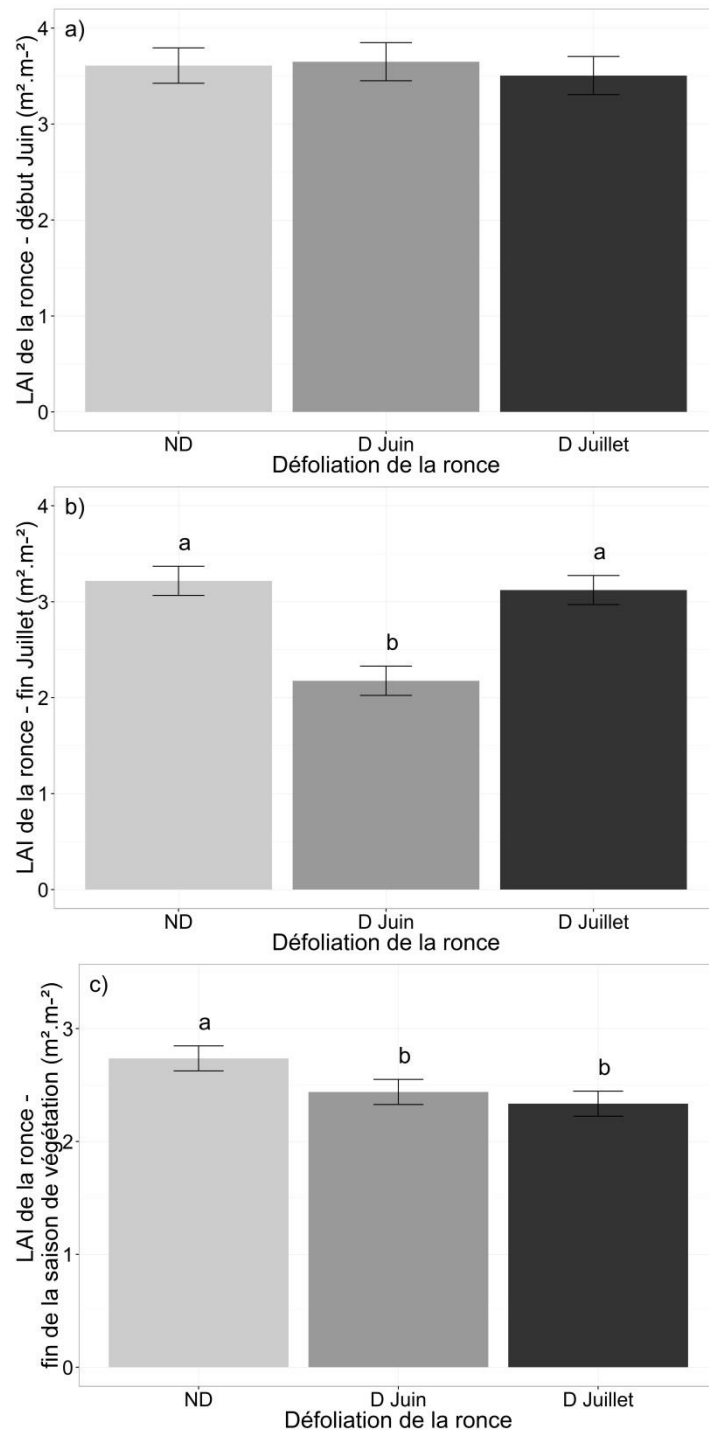 a)
LAI de la ronce - début Juin (m².m-²)
4
3
2
1
0
ND D Juin D Juillet
Défoliation de la ronce
b)
LAI de la ronce - fin Juillet (m².m-²)
4
3
2
1
0
a
b
a
ND D Juin D Juillet
Défoliation de la ronce
c)
LAI de la ronce -
fin de la saison de végétation (m².m-²)
3
2
1
0
a
b
b
ND D Juin D Juillet
Défoliation de la ronce